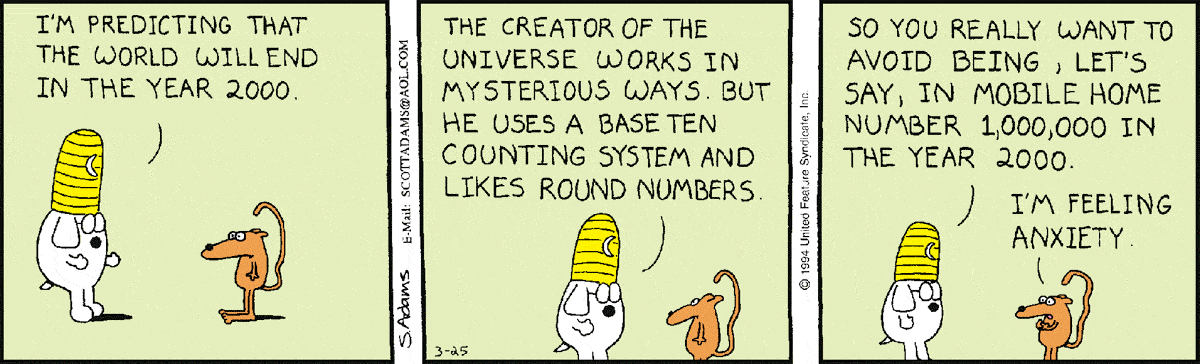 I'M PREDICTING THAT
THE WORLD WILL END
IN THE YEAR 2000.
S. Adams
E-Mail: SCOTTADAMS@AOL.COM
THE CREATOR OF THE
UNIVERSE WORKS IN
MYSTERIOUS WAYS. BUT
HE USES A BASE TEN
COUNTING SYSTEM AND
LIKES ROUND NUMBERS.
3-25
© 1994 United Feature Syndicate, Inc.
SO YOU REALLY WANT TO
AVOID BEING, LET'S
SAY, IN MOBILE HOME
NUMBER 1,000,000 IN
THE YEAR 2000.
I'M FEELING
ANXIETY.